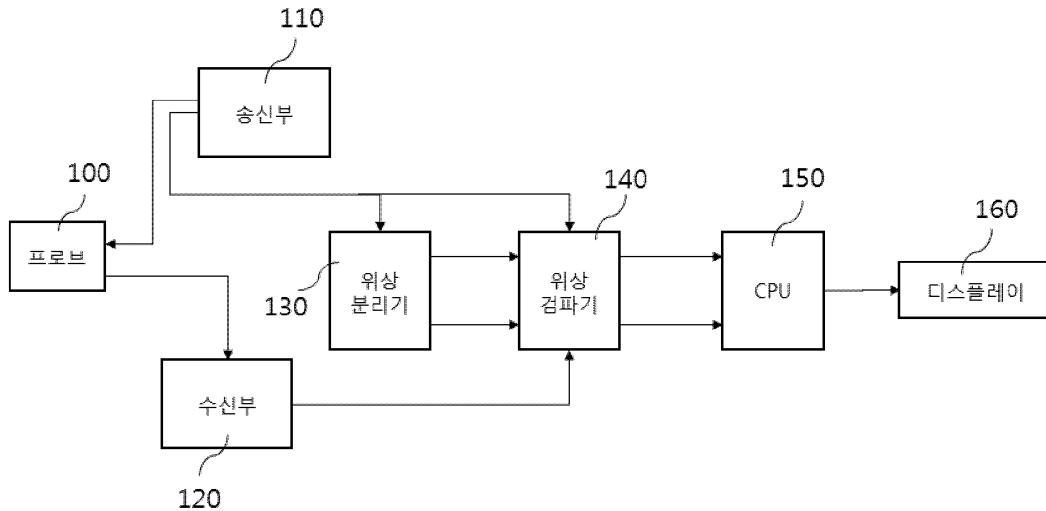 110
송신부
100
프로브
140
150
160
130
위상
분리기
위상
검파기
CPU
디스플레이
수신부
120